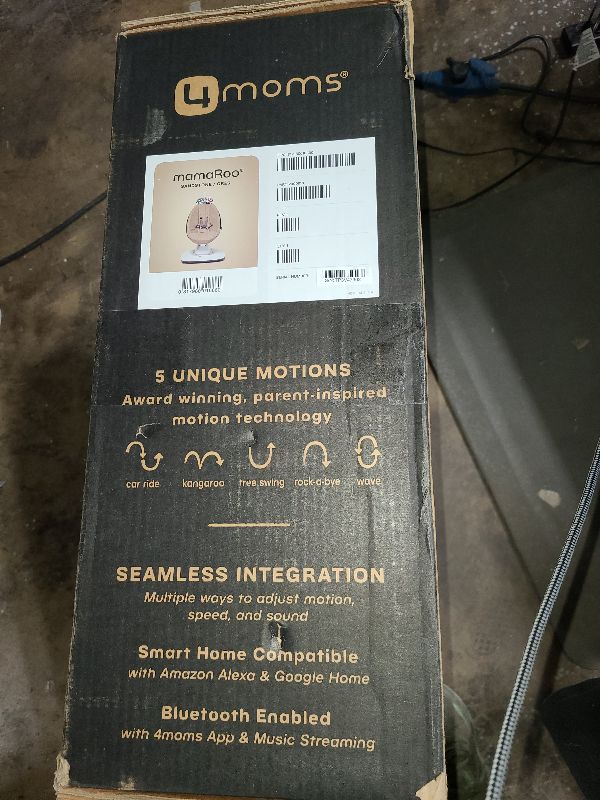 4moms®
mamaRoo
5 UNIQUE MOTIONS
Award winning, parent-inspired
motion technology
car ride kangaroo tree swing rock-a-bye wave
SEAMLESS INTEGRATION
Multiple ways to adjust motion,
speed, and sound
Smart Home Compatible
with Amazon Alexa & Google Home
Bluetooth Enabled
with 4moms App & Music Streaming